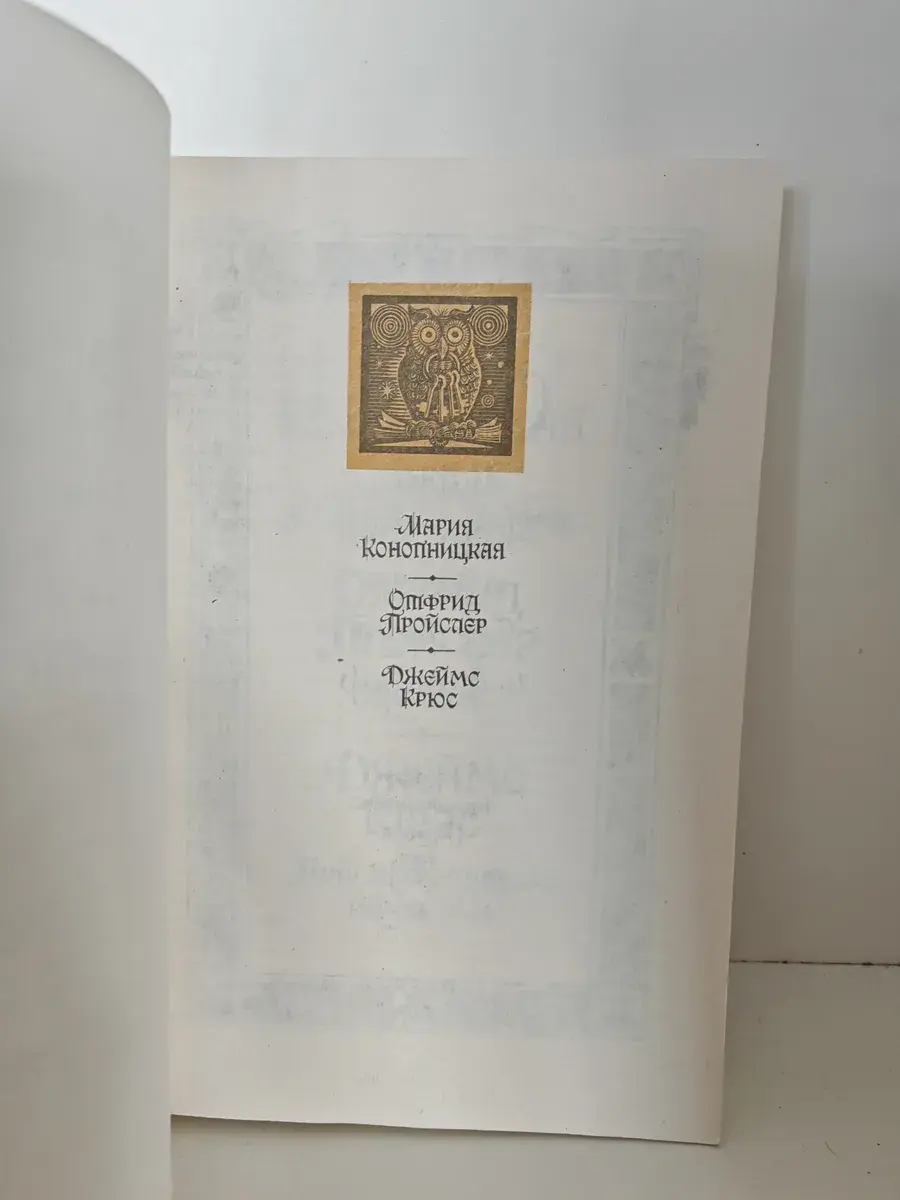 Мария
Конопницкая
Отфрид
Пройслер
Джеймс
Крюс